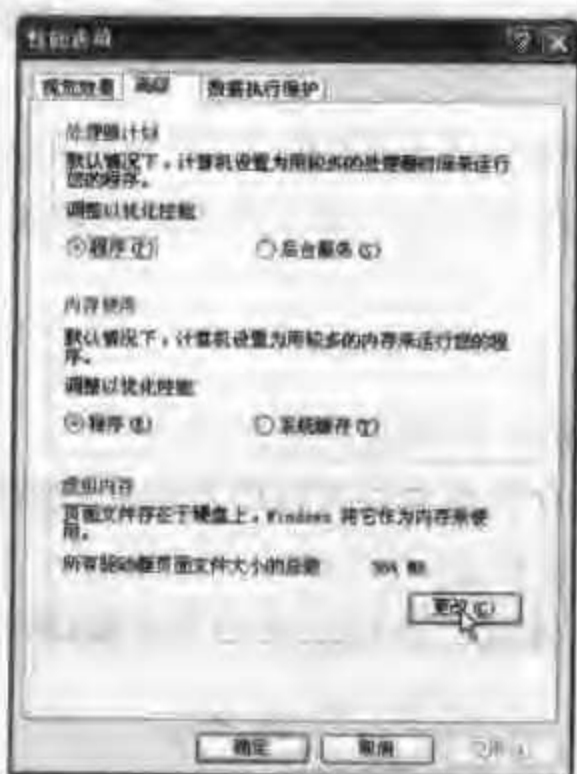 性能选项
视觉效果 高级 数据执行保护
处理器计划
默认情况下，计算机设置为用较多的处理器时间来运行
您的程序。
调整以优化性能:
程序(P) 后台服务(S)
内存使用
默认情况下，计算机设置为用较多的内存来运行您的程
序。
调整以优化性能:
程序 系统缓存(T)
虚拟内存
页面文件存在于硬盘上，Windows 将它作为内存来使
用。
所有驱动器页面文件大小的总数: MB
更改(C)
确定 取消